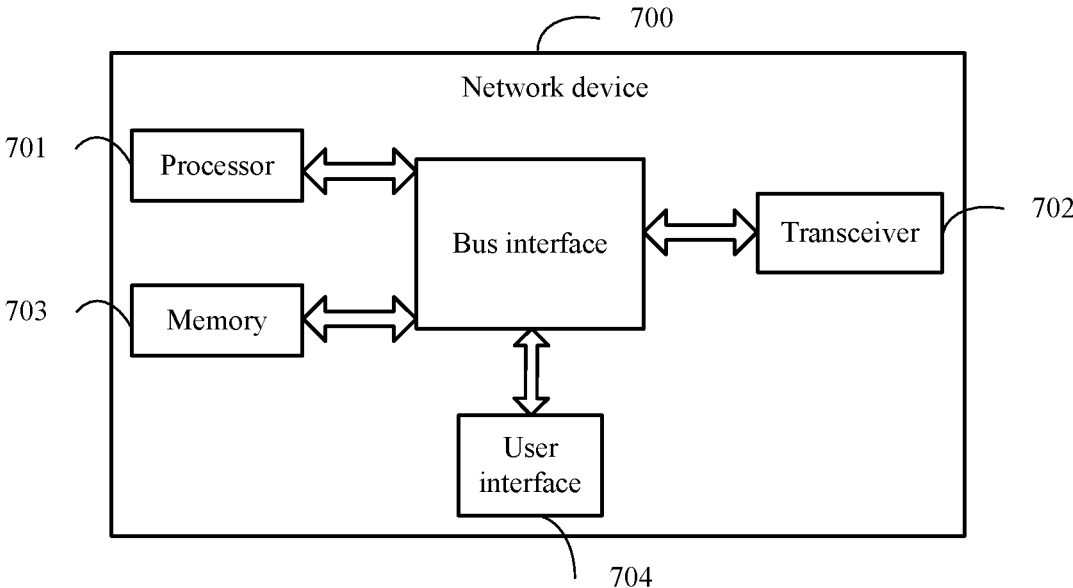 700
Network device
701
Processor
Bus interface
Transceiver
702
703
Memory
User
interface
704